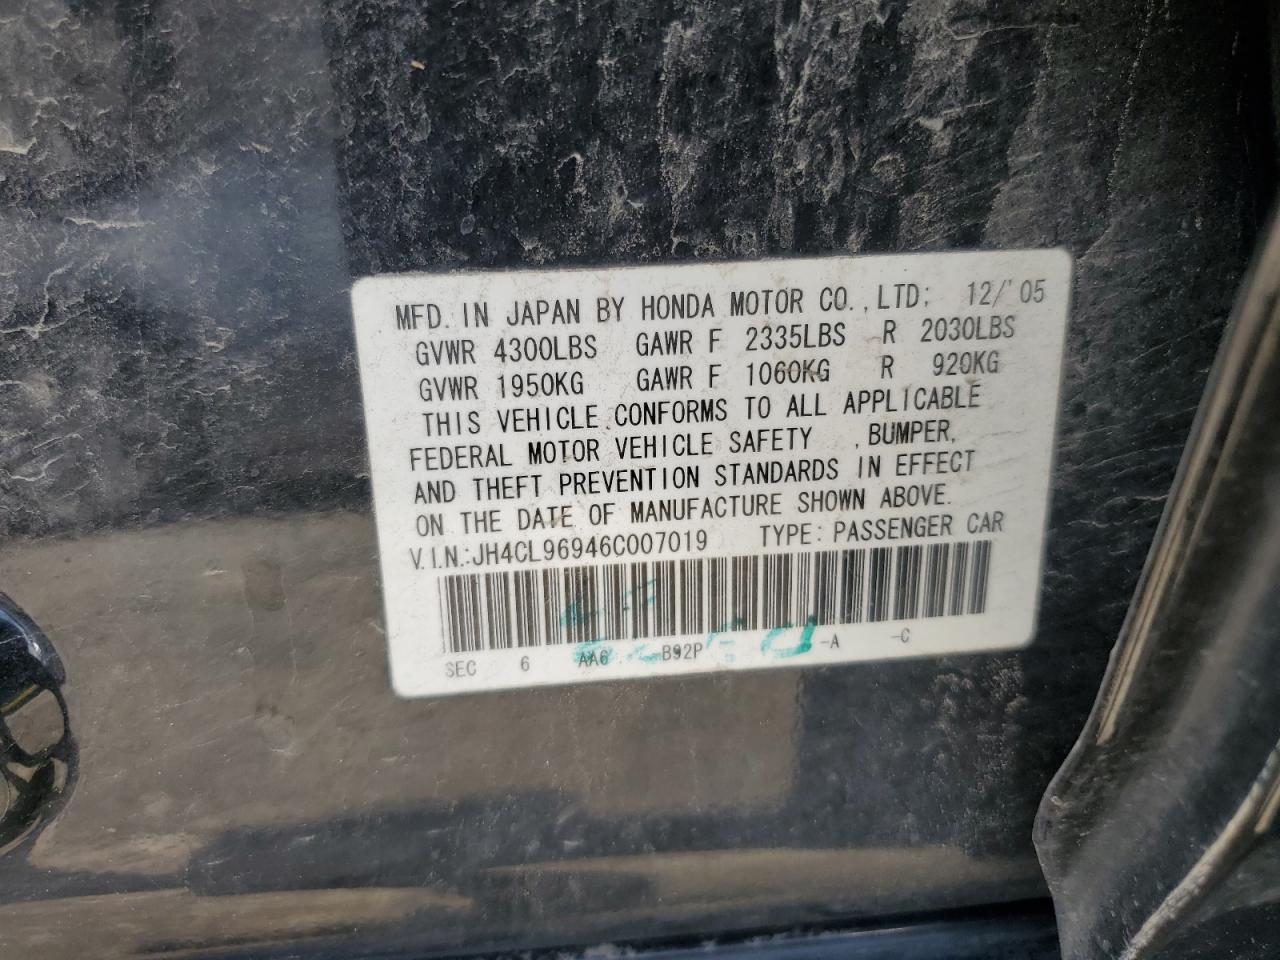 MFD. IN JAPAN BY HONDA MOTOR CO.,LTD: 12/'05
GVWR 4300LBS GAWR F 2335LBS R 2030LBS
GVWR 1950KG GAWR F 1060KG R 920KG
THIS VEHICLE CONFORMS TO ALL APPLICABLE
FEDERAL MOTOR VEHICLE SAFETY , BUMPER,
AND THEFT PREVENTION STANDARDS IN EFFECT
ON THE DATE OF MANUFACTURE SHOWN ABOVE.
V.I.N.:JH4CL96946C007019 TYPE: PASSENGER CAR
SEC 6 AA6 B92P -A -C